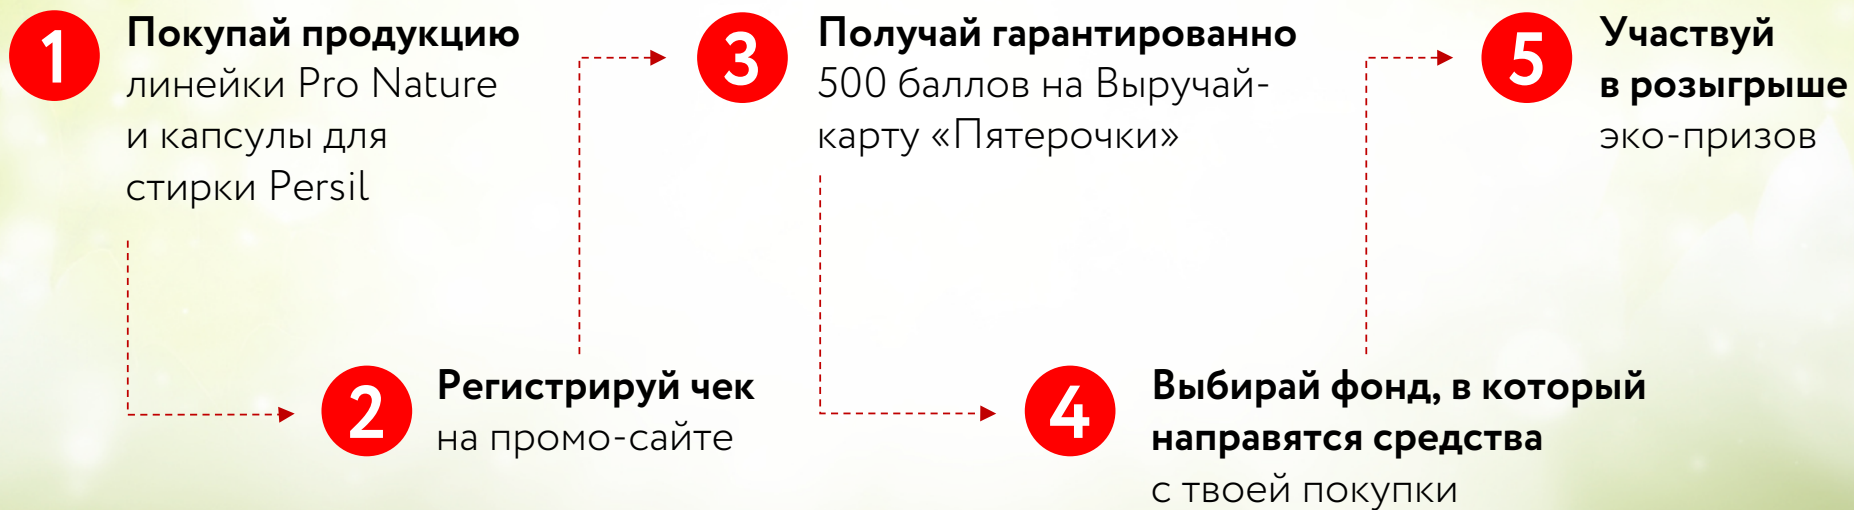 1
Покупай продукцию
линейки Pro Nature
и капсулы для
стирки Persil
2
Регистрируй чек
на промо-сайте
3
Получай гарантированно
500 баллов на Выручай-
карту «Пятерочки»
4
Выбирай фонд, в который
направятся средства
с твоей покупки
5
Участвуй
в розыгрыше
эко-призов